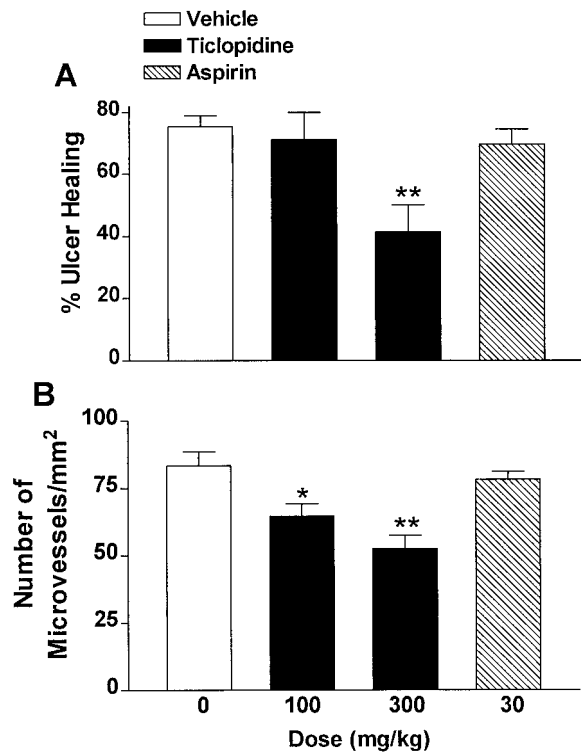 Vehicle
Ticlopidine
Aspirin
A
80
60
40
20
0
% Ulcer Healing
**
B
100
75
50
25
0
Number of
Microvessels/mm²
*
**
0 100 300 30
Dose (mg/kg)